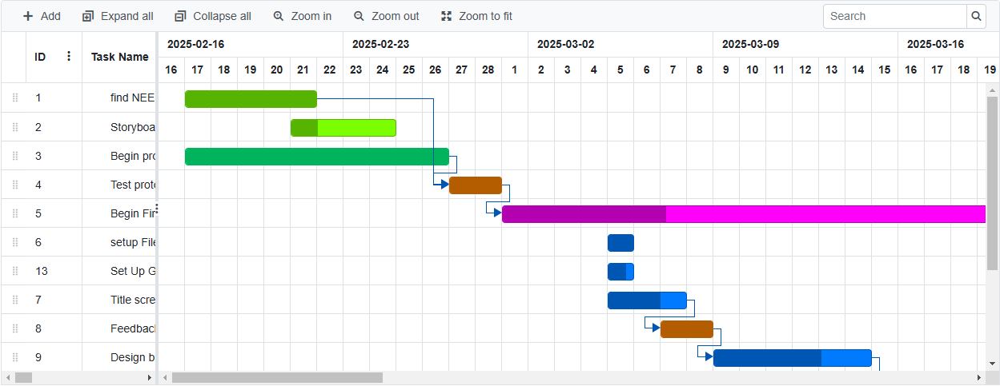 Add Expand all Collapse all Zoom in Zoom out Zoom to fit Search
2025-02-16 2025-02-23 2025-03-02 2025-03-09 2025-03-16
ID Task Name
16 17 18 19 20 21 22 23 24 25 26 27 28 1 2 3 4 5 6 7 8 9 10 11 12 13 14 15 16 17 18 19
1 find NEE
2 Storyboa
3 Begin pro
4 Test proto
5 Begin Fin
6 setup File
13 Set Up G
7 Title scre
8 Feedback
9 Design b